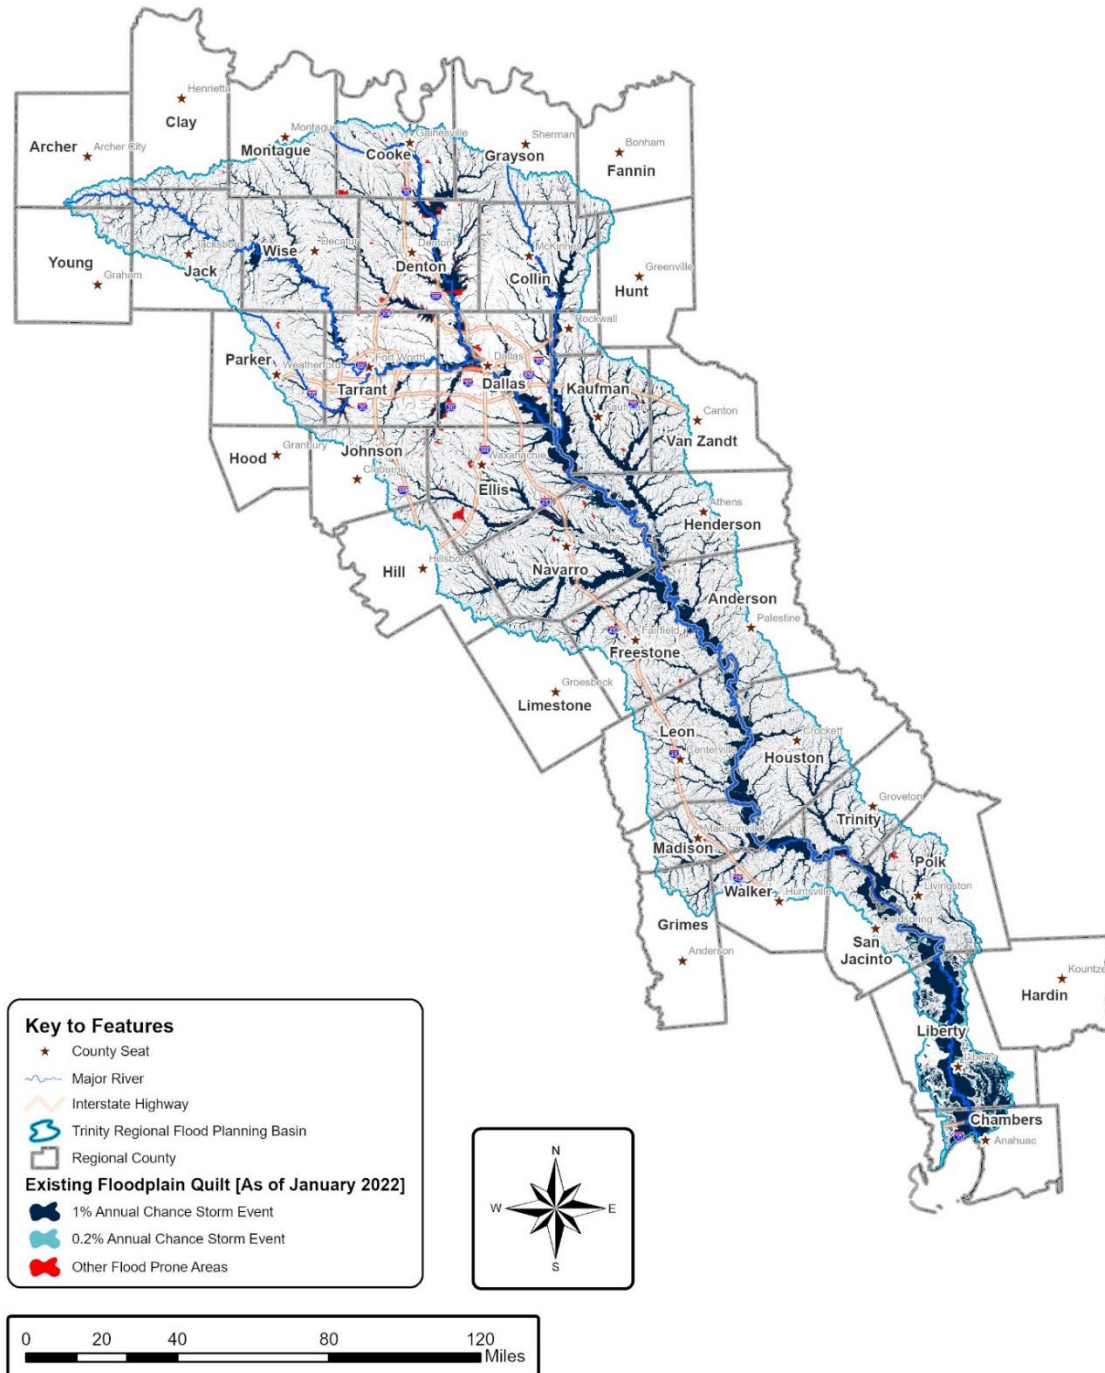 Henrietta
Clay
Archer
Archer City
Montague
Montague
Gainesville
Cooke
Sherman
Grayson
Bonham
Fannin
Young
Graham
Jacksboro
Jack
Wise
Decatur
Denton
Denton
McKinney
Collin
Greenville
Hunt
Rockwall
Parker
Weatherford
Fort Worth
Tarrant
Dallas
Dallas
Kaufman
Kaufman
Canton
Van Zandt
Hood
Granbury
Johnson
Cleburne
Waxahachie
Ellis
Athens
Henderson
Hill
Hillsboro
Corsicana
Navarro
Anderson
Palestine
Fairfield
Freestone
Groesbeck
Limestone
Leon
Centerville
Crockett
Houston
Groveton
Trinity
Madisonville
Madison
Polk
Livingston
Walker
Huntsville
Coldspring
San
Jacinto
Grimes
Anderson
Kountze
Hardin
Liberty
Liberty
Chambers
Anahuac
Key to Features
County Seat
Major River
Interstate Highway
Trinity Regional Flood Planning Basin
Regional County
Existing Floodplain Quilt [As of January 2022]
1% Annual Chance Storm Event
0.2% Annual Chance Storm Event
Other Flood Prone Areas
N
W E
S
0 20 40 80 120
Miles